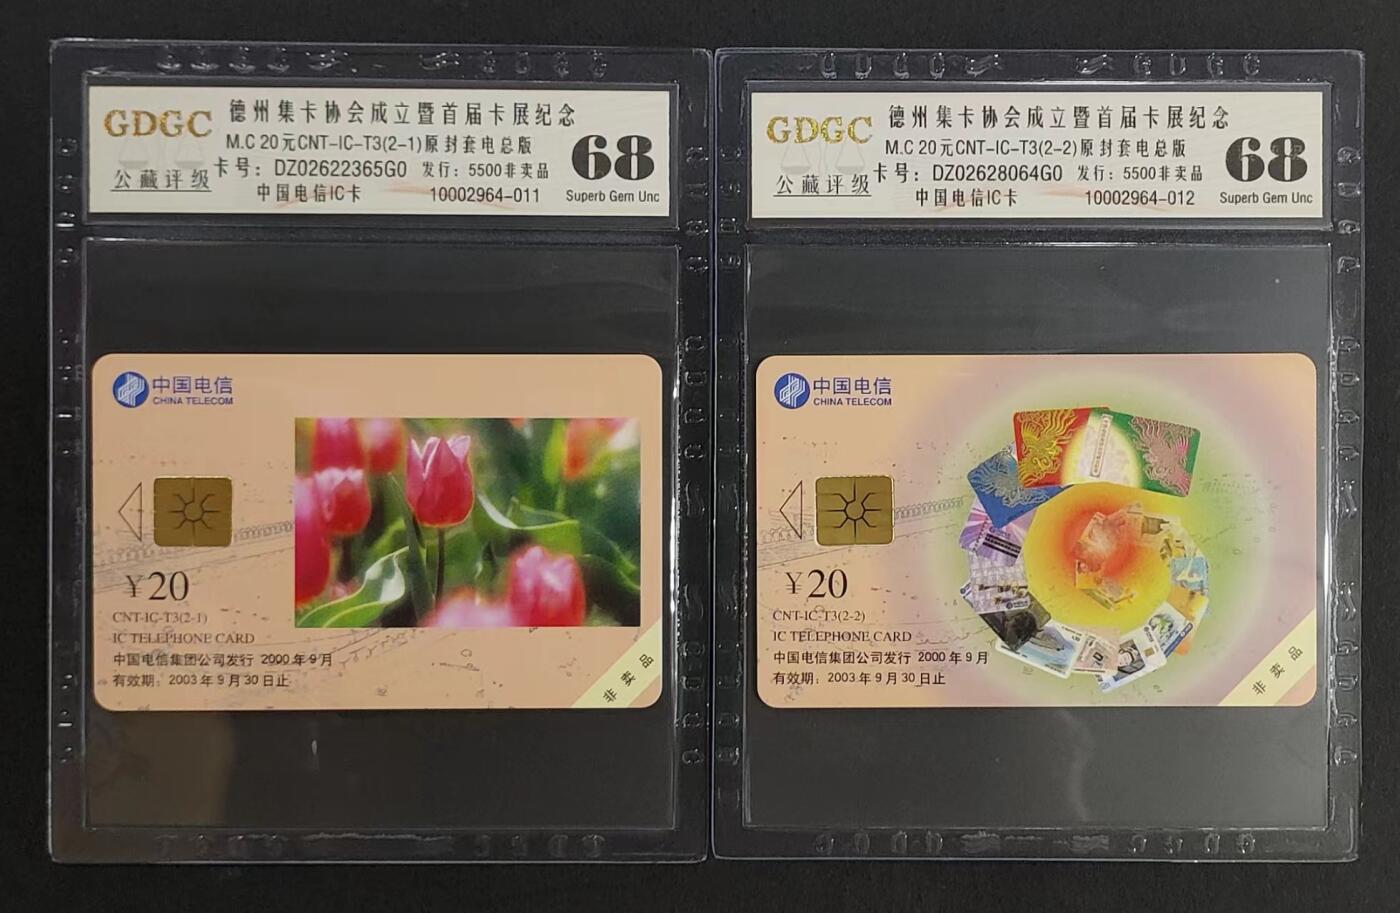 GDGC
公藏评级
德州集卡协会成立暨首届卡展纪念
M.C 20元CNT-IC-T3(2-1)原封套电总版
卡号：DZ02622365G0 发行：5500非卖品
中国电信IC卡 10002964-011
68
Superb Gem Unc
中国电信
CHINA TELECOM
¥20
CNT-IC-T3(2-1)
IC TELEPHONE CARD
中国电信集团公司发行 2000年9月
有效期：2003年9月30日止
非卖品
GDGC
公藏评级
德州集卡协会成立暨首届卡展纪念
M.C 20元CNT-IC-T3(2-2)原封套电总版
卡号：DZ02628064G0 发行：5500非卖品
中国电信IC卡 10002964-012
68
Superb Gem Unc
中国电信
CHINA TELECOM
¥20
CNT-IC-T3(2-2)
IC TELEPHONE CARD
中国电信集团公司发行 2000年9月
有效期：2003年9月30日止
非卖品